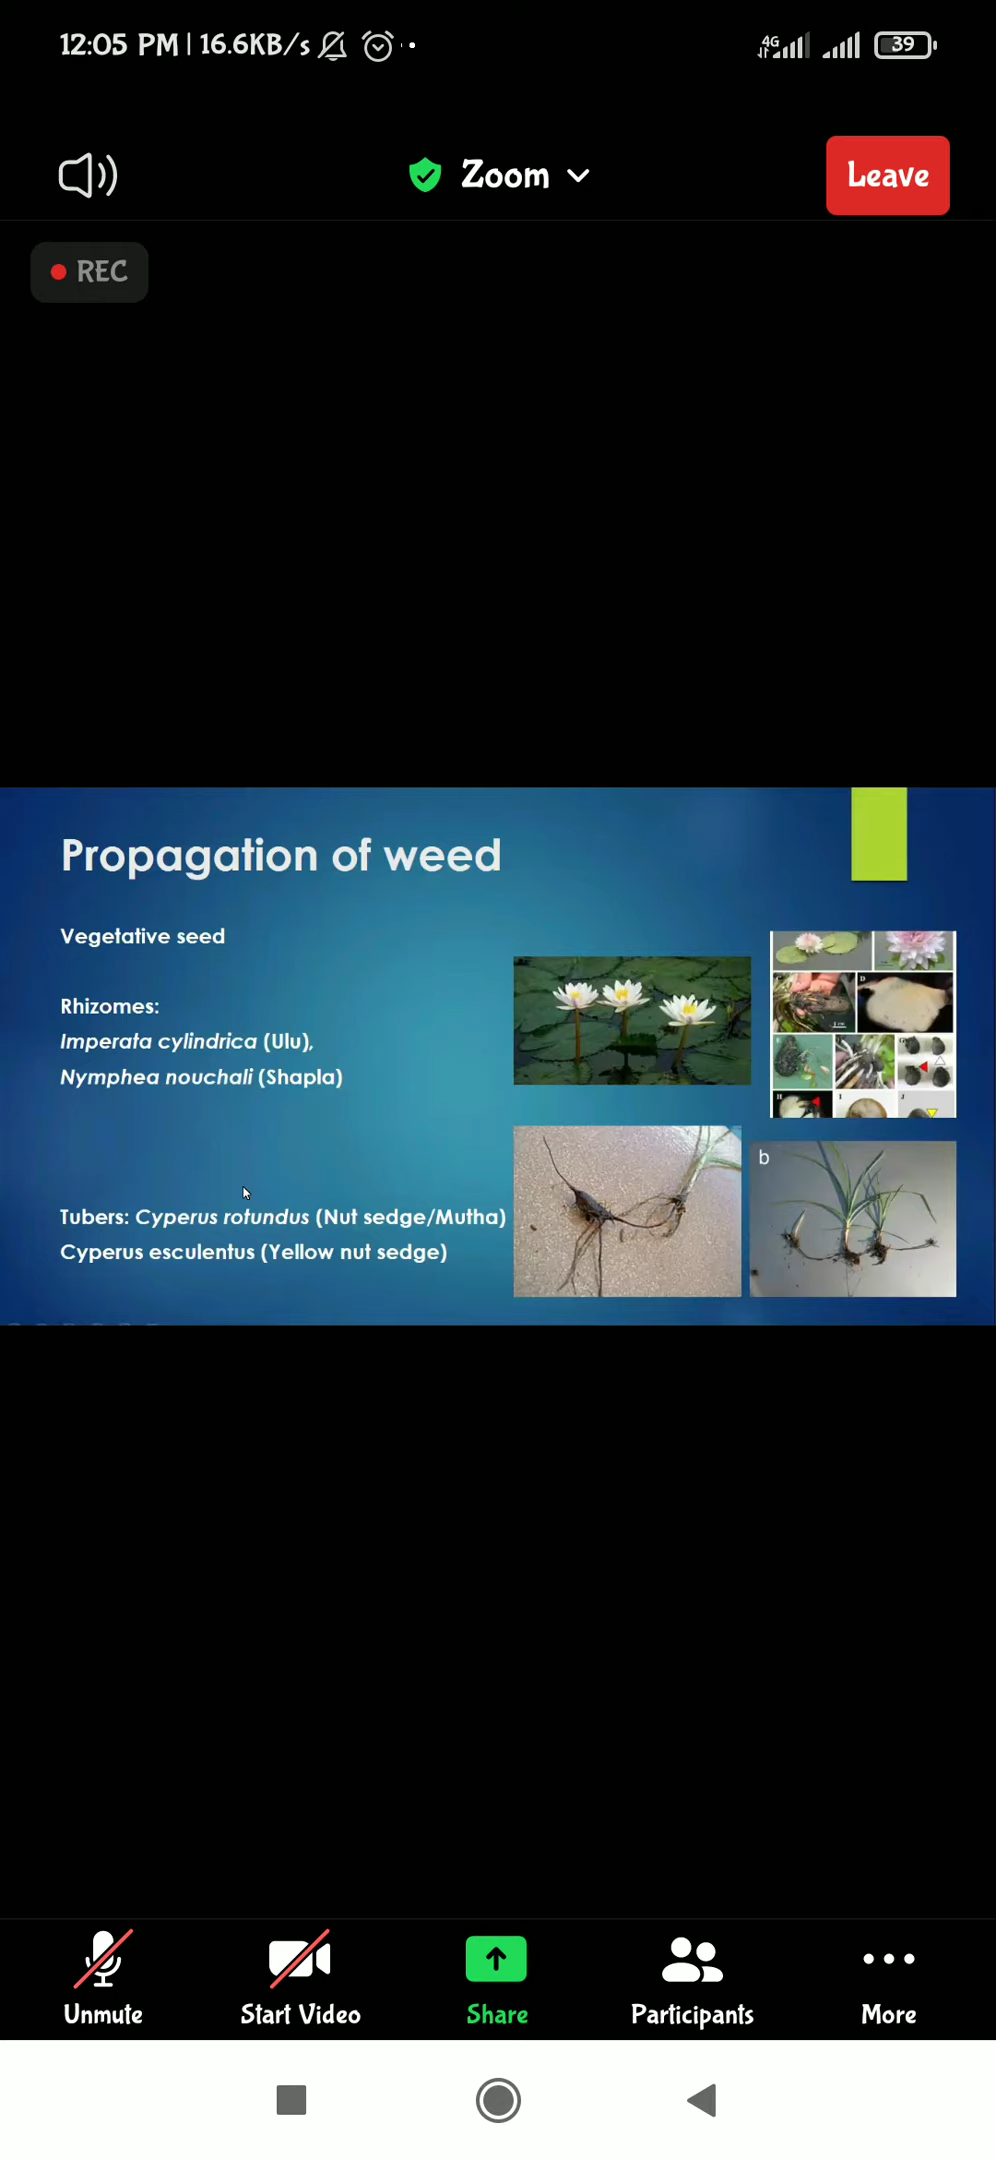 12:05 PM | 16.6KB/s
4G
39
Zoom
Leave
REC
Propagation of weed
Vegetative seed
Rhizomes:
Imperata cylindrica (Ulu),
Nymphea nouchali (Shapla)
D
H
I
J
b
Tubers: Cyperus rotundus (Nut sedge/Mutha)
Cyperus esculentus (Yellow nut sedge)
Unmute
Start Video
Share
Participants
More